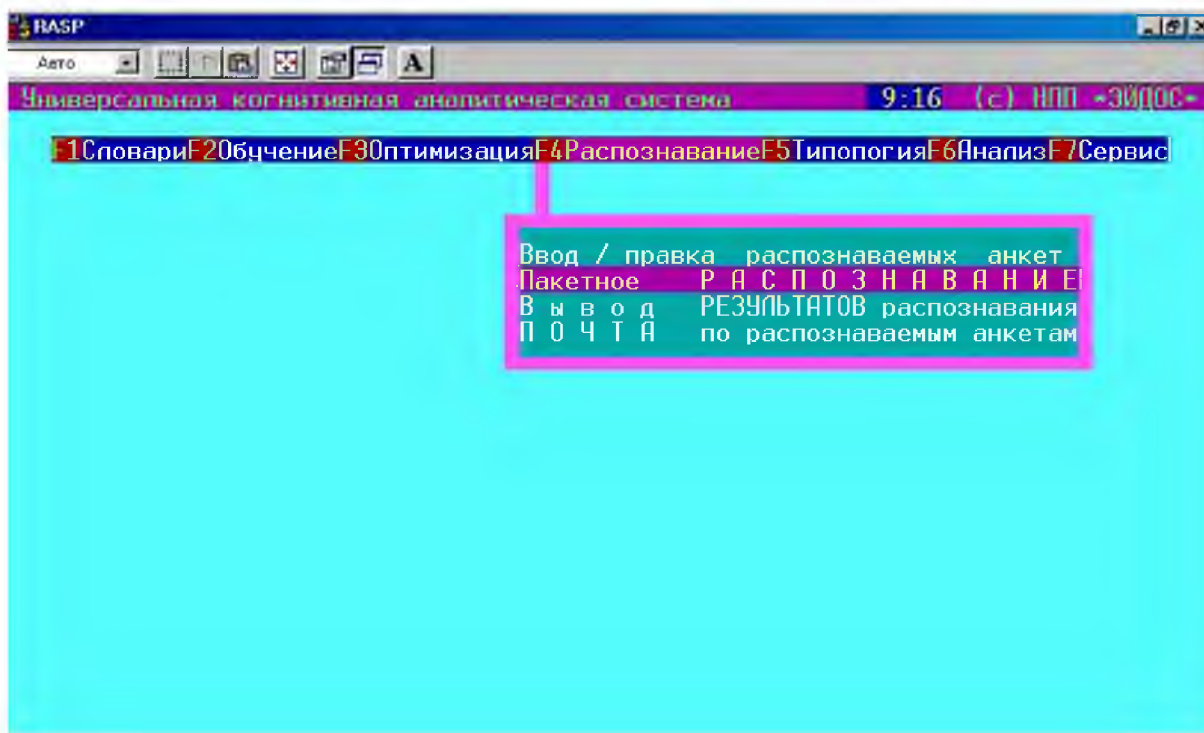 RASP
Авто
A
Универсальная когнитивная аналитическая система 9:16 (c) НПП «ЭЙДОС»
F1СловариF2ОбучениеF3ОптимизацияF4РаспознаваниеF5ТипологияF6АнализF7Сервис
Ввод / правка распознаваемых анкет
Пакетное Р А С П О З Н А В А Н И Е
В ы в о д РЕЗУЛЬТАТОВ распознавания
П О Ч Т А по распознаваемым анкетам